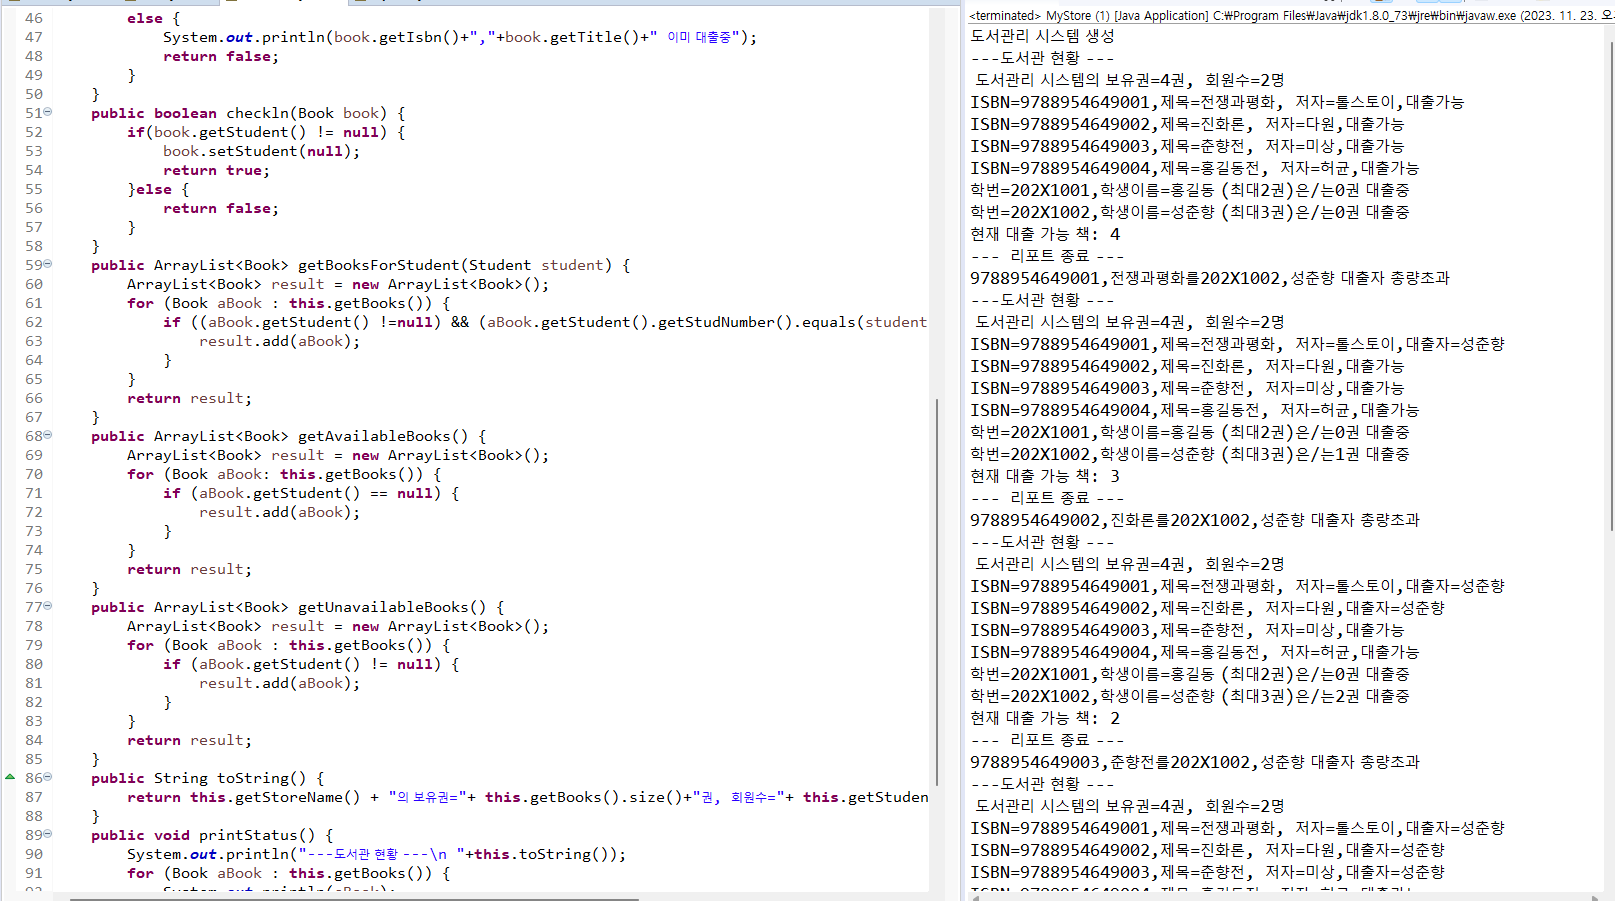 46 else {
47 System.out.println(book.getIsbn()+","+book.getTitle()+" 이미 대출중");
48 return false;
49 }
50 }
51 public boolean checkln(Book book) {
52 if(book.getStudent() != null) {
53 book.setStudent(null);
54 return true;
55 }else {
56 return false;
57 }
58 }
59 public ArrayList<Book> getBooksForStudent(Student student) {
60 ArrayList<Book> result = new ArrayList<Book>();
61 for (Book aBook : this.getBooks()) {
62 if ((aBook.getStudent() !=null) && (aBook.getStudent().getStudNumber().equals(student
63 result.add(aBook);
64 }
65 }
66 return result;
67 }
68 public ArrayList<Book> getAvailableBooks() {
69 ArrayList<Book> result = new ArrayList<Book>();
70 for (Book aBook: this.getBooks()) {
71 if (aBook.getStudent() == null) {
72 result.add(aBook);
73 }
74 }
75 return result;
76 }
77 public ArrayList<Book> getUnavailableBooks() {
78 ArrayList<Book> result = new ArrayList<Book>();
79 for (Book aBook : this.getBooks()) {
80 if (aBook.getStudent() != null) {
81 result.add(aBook);
82 }
83 }
84 return result;
85 }
86 public String toString() {
87 return this.getStoreName() + "의 보유권="+ this.getBooks().size()+"권, 회원수="+ this.getStuden
88 }
89 public void printStatus() {
90 System.out.println("---도서관 현황 ---\n "+this.toString());
91 for (Book aBook : this.getBooks()) {
92 System.out.println(aBook);
<terminated> MyStore (1) [Java Application] C:₩Program Files₩Java₩jdk1.8.0_73₩jre₩bin₩javaw.exe (2023. 11. 23. 오
도서관리 시스템 생성
---도서관 현황 ---
도서관리 시스템의 보유권=4권, 회원수=2명
ISBN=9788954649001,제목=전쟁과평화, 저자=톨스토이,대출가능
ISBN=9788954649002,제목=진화론, 저자=다원,대출가능
ISBN=9788954649003,제목=춘향전, 저자=미상,대출가능
ISBN=9788954649004,제목=홍길동전, 저자=허균,대출가능
학번=202X1001,학생이름=홍길동 (최대2권)은/는0권 대출중
학번=202X1002,학생이름=성춘향 (최대3권)은/는0권 대출중
현재 대출 가능 책: 4
--- 리포트 종료 ---
9788954649001,전쟁과평화를202X1002,성춘향 대출자 총량초과
---도서관 현황 ---
도서관리 시스템의 보유권=4권, 회원수=2명
ISBN=9788954649001,제목=전쟁과평화, 저자=톨스토이,대출자=성춘향
ISBN=9788954649002,제목=진화론, 저자=다원,대출가능
ISBN=9788954649003,제목=춘향전, 저자=미상,대출가능
ISBN=9788954649004,제목=홍길동전, 저자=허균,대출가능
학번=202X1001,학생이름=홍길동 (최대2권)은/는0권 대출중
학번=202X1002,학생이름=성춘향 (최대3권)은/는1권 대출중
현재 대출 가능 책: 3
--- 리포트 종료 ---
9788954649002,진화론를202X1002,성춘향 대출자 총량초과
---도서관 현황 ---
도서관리 시스템의 보유권=4권, 회원수=2명
ISBN=9788954649001,제목=전쟁과평화, 저자=톨스토이,대출자=성춘향
ISBN=9788954649002,제목=진화론, 저자=다원,대출자=성춘향
ISBN=9788954649003,제목=춘향전, 저자=미상,대출가능
ISBN=9788954649004,제목=홍길동전, 저자=허균,대출가능
학번=202X1001,학생이름=홍길동 (최대2권)은/는0권 대출중
학번=202X1002,학생이름=성춘향 (최대3권)은/는2권 대출중
현재 대출 가능 책: 2
--- 리포트 종료 ---
9788954649003,춘향전를202X1002,성춘향 대출자 총량초과
---도서관 현황 ---
도서관리 시스템의 보유권=4권, 회원수=2명
ISBN=9788954649001,제목=전쟁과평화, 저자=톨스토이,대출자=성춘향
ISBN=9788954649002,제목=진화론, 저자=다원,대출자=성춘향
ISBN=9788954649003,제목=춘향전, 저자=미상,대출자=성춘향
ISBN=9788954649004,제목=홍길동전, 저자=허균,대출가능